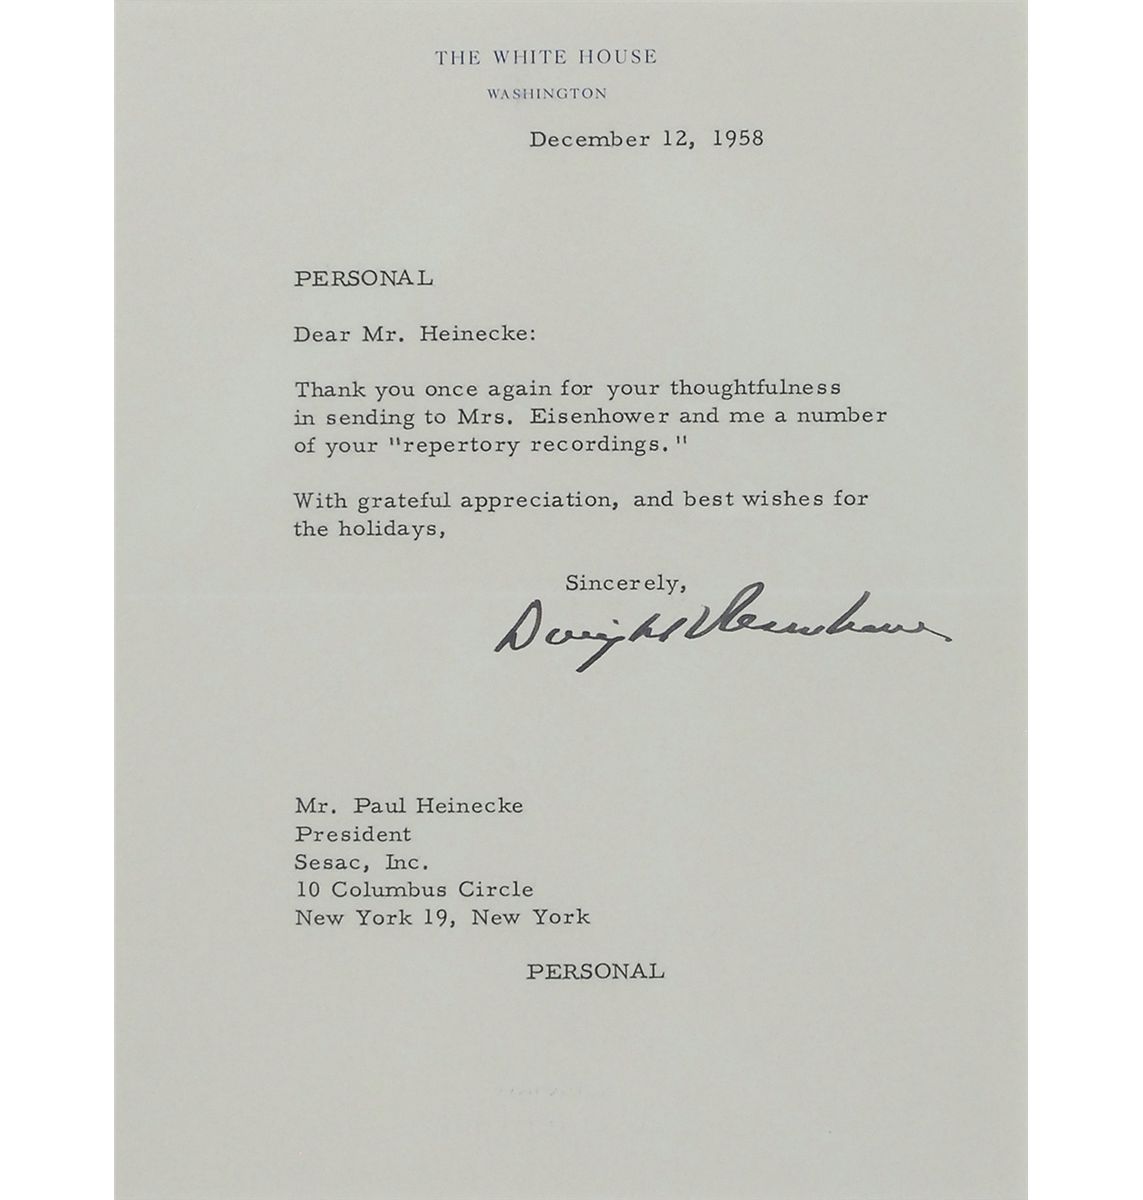 THE WHITE HOUSE
WASHINGTON
December 12, 1958
PERSONAL
Dear Mr. Heinecke:
Thank you once again for your thoughtfulness
in sending to Mrs. Eisenhower and me a number
of your "repertory recordings."
With grateful appreciation, and best wishes for
the holidays,
Sincerely,
Dwight Eisenhower
Mr. Paul Heinecke
President
Sesac, Inc.
10 Columbus Circle
New York 19, New York
PERSONAL